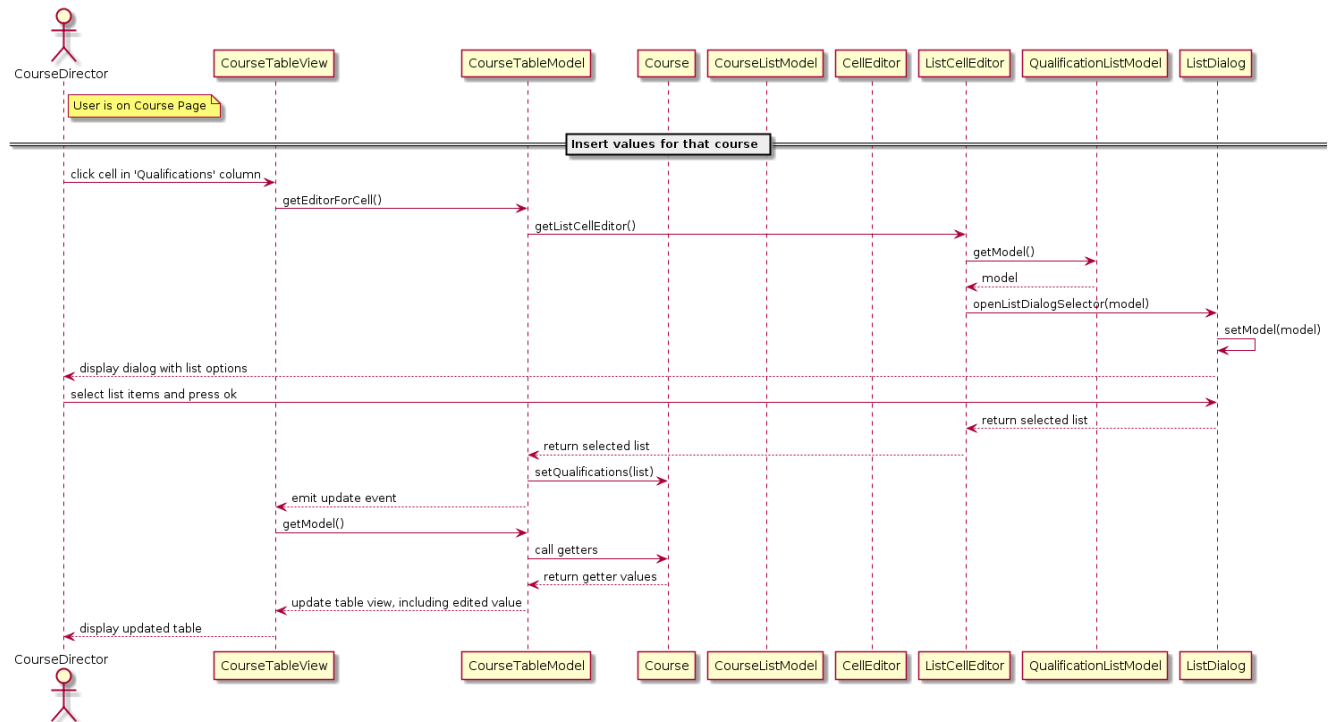 CourseDirector
CourseTableView
CourseTableModel
Course
CourseListModel
CellEditor
ListCellEditor
QualificationListModel
ListDialog
User is on Course Page
Insert values for that course
click cell in 'Qualifications' column
getEditorForCell()
getListCellEditor()
getModel()
model
openListDialogSelector(model)
setModel(model)
display dialog with list options
select list items and press ok
return selected list
return selected list
setQualifications(list)
emit update event
getModel()
call getters
return getter values
update table view, including edited value
display updated table
CourseDirector
CourseTableView
CourseTableModel
Course
CourseListModel
CellEditor
ListCellEditor
QualificationListModel
ListDialog